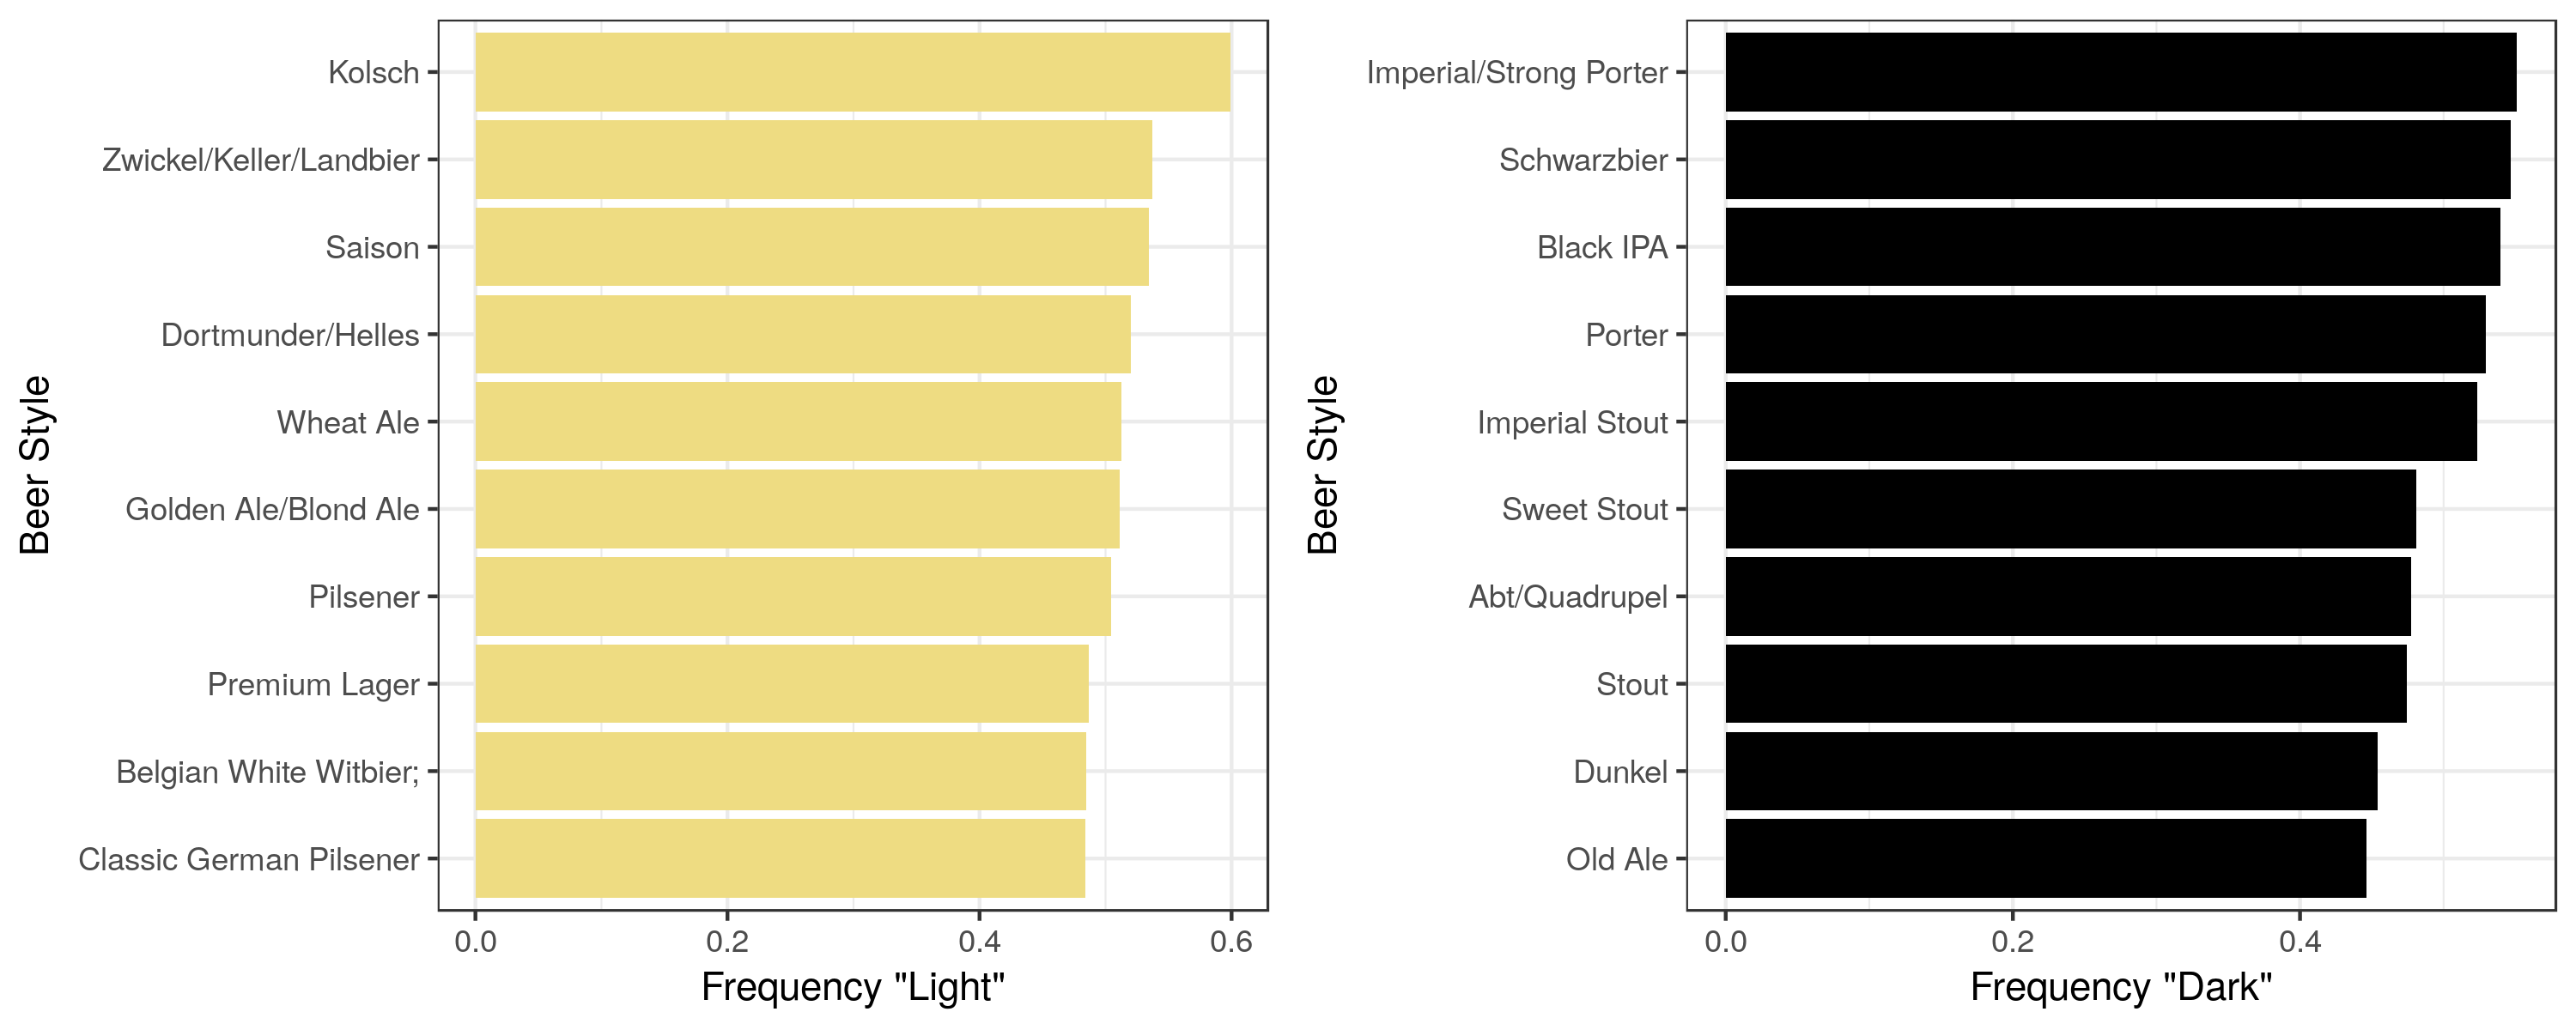 Beer Style
Kolsch
Zwickel/Keller/Landbier
Saison
Dortmunder/Helles
Wheat Ale
Golden Ale/Blond Ale
Pilsener
Premium Lager
Belgian White Witbier;
Classic German Pilsener
0.0 0.2 0.4 0.6
Frequency "Light"
Beer Style
Imperial/Strong Porter
Schwarzbier
Black IPA
Porter
Imperial Stout
Sweet Stout
Abt/Quadrupel
Stout
Dunkel
Old Ale
0.0 0.2 0.4
Frequency "Dark"